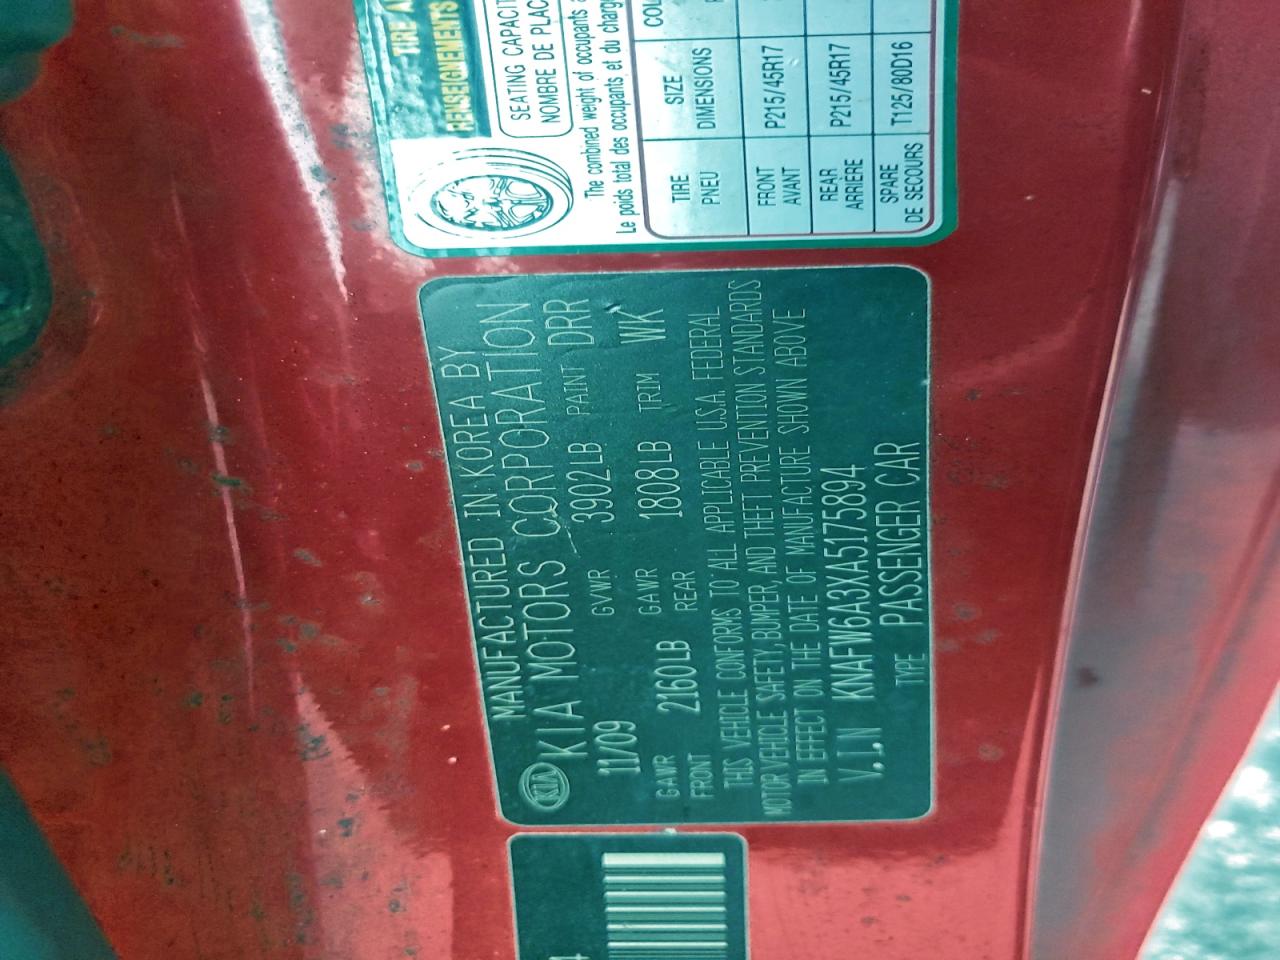 TIRE A
RENSEIGNEMENTS
SEATING CAPACIT
NOMBRE DE PLAC
The combined weight of occupants a
Le poids total des occupants et du charg
TIRE
PNEU
SIZE
DIMENSIONS
COL
FRONT
AVANT
P215/45R17
REAR
ARRIERE
P215/45R17
SPARE
DE SECOURS
T125/80D16
MANUFACTURED IN KOREA BY
KIA KIA MOTORS CORPORATION
11/09 GVWR 3902LB PAINT DRR
GAWR
FRONT 2160LB GAWR
REAR 1808LB TRIM WK
THIS VEHICLE CONFORMS TO ALL APPLICABLE U.S.A. FEDERAL
MOTOR VEHICLE SAFETY, BUMPER, AND THEFT PREVENTION STANDARDS
IN EFFECT ON THE DATE OF MANUFACTURE SHOWN ABOVE
V.I.N KNAFW6A3XA5175894
TYPE PASSENGER CAR
4